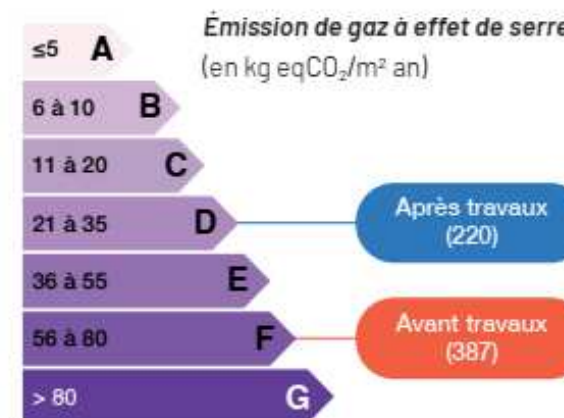 Émission de gaz à effet de serre
(en kg eqCO₂/m² an)
≤5 A
6 à 10 B
11 à 20 C
21 à 35 D
Après travaux
(220)
36 à 55 E
56 à 80 F
Avant travaux
(387)
> 80 G